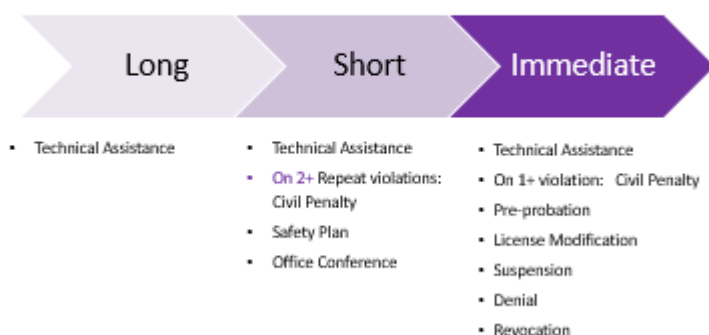 Long
Short
Immediate
▪ Technical Assistance
▪ Technical Assistance
▪ On 2+ Repeat violations:
Civil Penalty
▪ Safety Plan
▪ Office Conference
▪ Technical Assistance
▪ On 1+ violation: Civil Penalty
▪ Pre-probation
▪ License Modification
▪ Suspension
▪ Denial
▪ Revocation